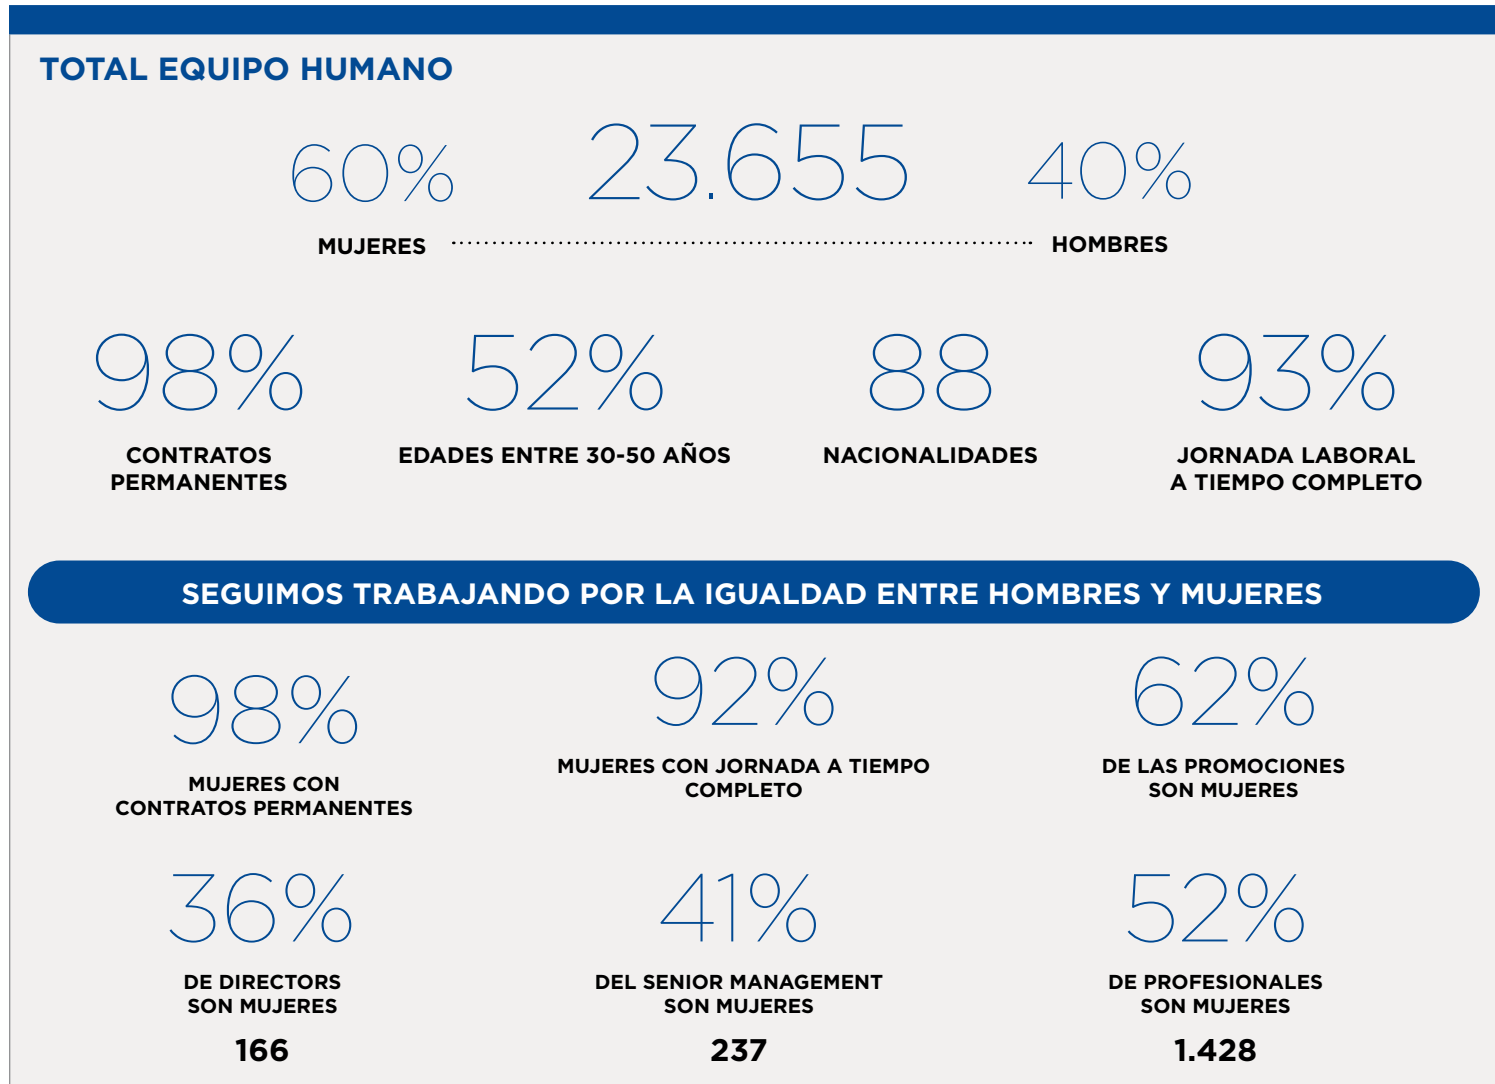 TOTAL EQUIPO HUMANO
60%
23.655
40%
MUJERES
HOMBRES
98%
52%
88
93%
CONTRATOS
PERMANENTES
EDADES ENTRE 30-50 AÑOS
NACIONALIDADES
JORNADA LABORAL
A TIEMPO COMPLETO
SEGUIMOS TRABAJANDO POR LA IGUALDAD ENTRE HOMBRES Y MUJERES
98%
MUJERES CON
CONTRATOS PERMANENTES
92%
MUJERES CON JORNADA A TIEMPO
COMPLETO
62%
DE LAS PROMOCIONES
SON MUJERES
36%
DE DIRECTORS
SON MUJERES
166
41%
DEL SENIOR MANAGEMENT
SON MUJERES
237
52%
DE PROFESIONALES
SON MUJERES
1.428